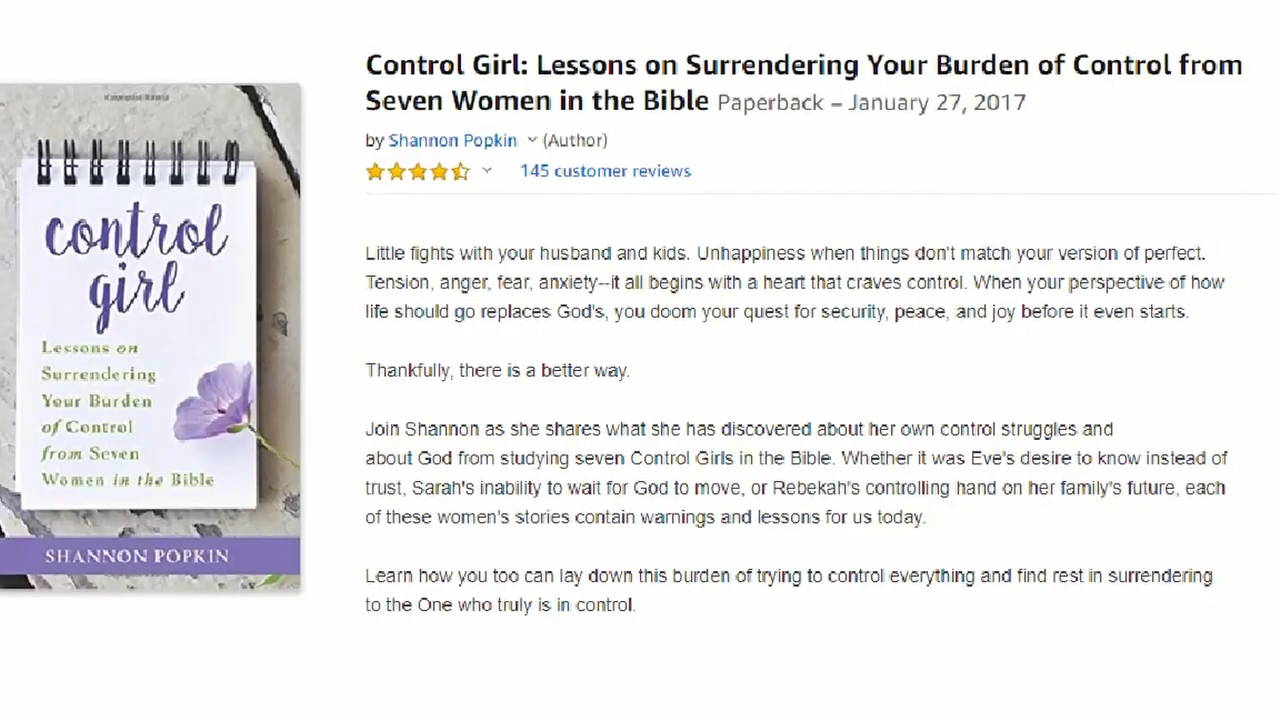 control
girl
Lessons on
Surrendering
Your Burden
of Control
from Seven
Women in the Bible
SHANNON POPKIN
Control Girl: Lessons on Surrendering Your Burden of Control from
Seven Women in the Bible Paperback – January 27, 2017
by Shannon Popkin (Author)
145 customer reviews
Little fights with your husband and kids. Unhappiness when things don't match your version of perfect.
Tension, anger, fear, anxiety--it all begins with a heart that craves control. When your perspective of how
life should go replaces God's, you doom your quest for security, peace, and joy before it even starts.
Thankfully, there is a better way.
Join Shannon as she shares what she has discovered about her own control struggles and
about God from studying seven Control Girls in the Bible. Whether it was Eve's desire to know instead of
trust, Sarah's inability to wait for God to move, or Rebekah's controlling hand on her family's future, each
of these women's stories contain warnings and lessons for us today.
Learn how you too can lay down this burden of trying to control everything and find rest in surrendering
to the One who truly is in control.